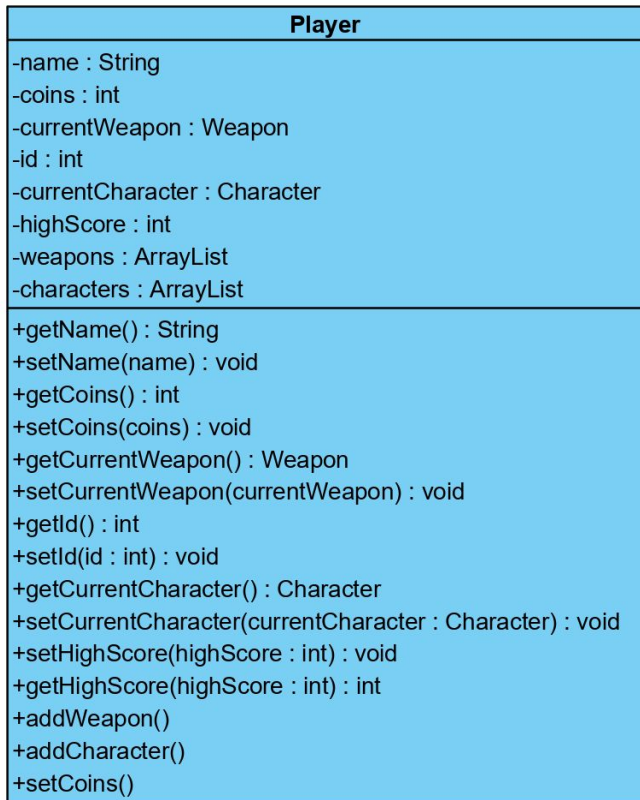 Player
-name : String
-coins : int
-currentWeapon : Weapon
-id : int
-currentCharacter : Character
-highScore : int
-weapons : ArrayList
-characters : ArrayList
+getName() : String
+setName(name) : void
+getCoins() : int
+setCoins(coins) : void
+getCurrentWeapon() : Weapon
+setCurrentWeapon(currentWeapon) : void
+getId() : int
+setId(id : int) : void
+getCurrentCharacter() : Character
+setCurrentCharacter(currentCharacter : Character) : void
+setHighScore(highScore : int) : void
+getHighScore(highScore : int) : int
+addWeapon()
+addCharacter()
+setCoins()